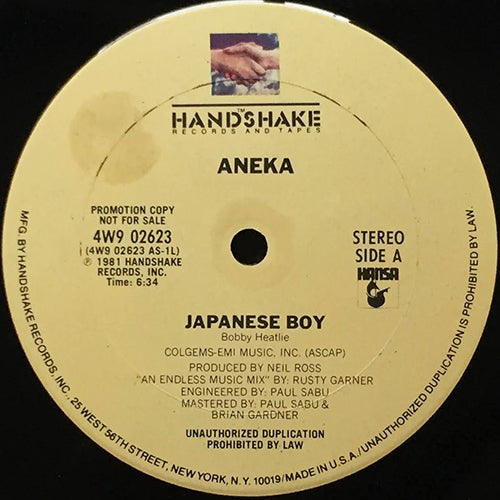 HANDSHAKE™
RECORDS AND TAPES
ANEKA
PROMOTION COPY
NOT FOR SALE
4W9 02623
(4W9 02623 AS-1L)
℗ 1981 HANDSHAKE
RECORDS, INC.
Time: 6:34
STEREO
SIDE A
HANSA
JAPANESE BOY
Bobby Heatlie
COLGEMS-EMI MUSIC, INC. (ASCAP)
PRODUCED BY NEIL ROSS
"AN ENDLESS MUSIC MIX" BY: RUSTY GARNER
ENGINEERED BY: PAUL SABU
MASTERED BY: PAUL SABU &
BRIAN GARDNER
UNAUTHORIZED DUPLICATION
PROHIBITED BY LAW
MFG. BY HANDSHAKE RECORDS, INC., 25 WEST 56TH STREET, NEW YORK, N.Y. 10019/MADE IN U.S.A./UNAUTHORIZED DUPLICATION IS PROHIBITED BY LAW.